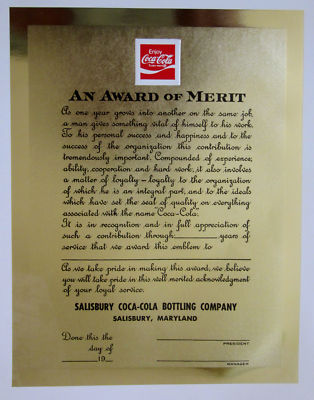 Enjoy
Coca-Cola
AN AWARD OF MERIT
As one year grows into another on the same job,
a man gives something vital of himself to his work.
To his personal success and happiness and to the
success of the organization this contribution is
tremendously important. Compounded of experience,
ability, cooperation and hard work, it also involves
a matter of loyalty—loyalty to the organization
of which he is an integral part, and to the ideals
which have set the seal of quality on everything
associated with the name Coca-Cola.
It is in recognition and in full appreciation of
such a contribution through________years of
service that we award this emblem to
As we take pride in making this award, we believe
you will take pride in this well merited acknowledgment
of your loyal service.
SALISBURY COCA-COLA BOTTLING COMPANY
SALISBURY, MARYLAND
Done this the
PRESIDENT
day of
______19__
MANAGER